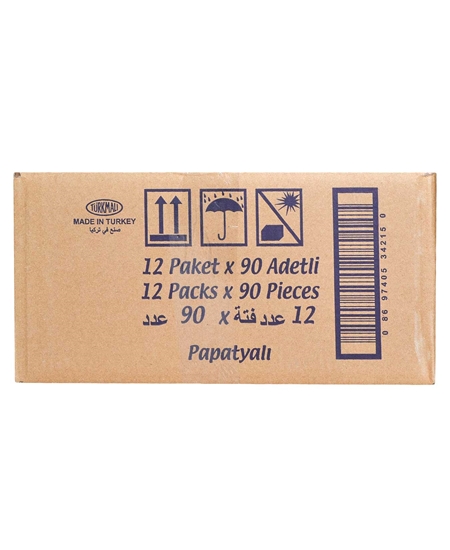 TÜRKMALI
MADE IN TURKEY
صنع في تركيا
12 Paket x 90 Adetli
12 Packs x 90 Pieces
12 عدد فتة x 90 عدد
Papatyalı
0 86 97405 34215 0